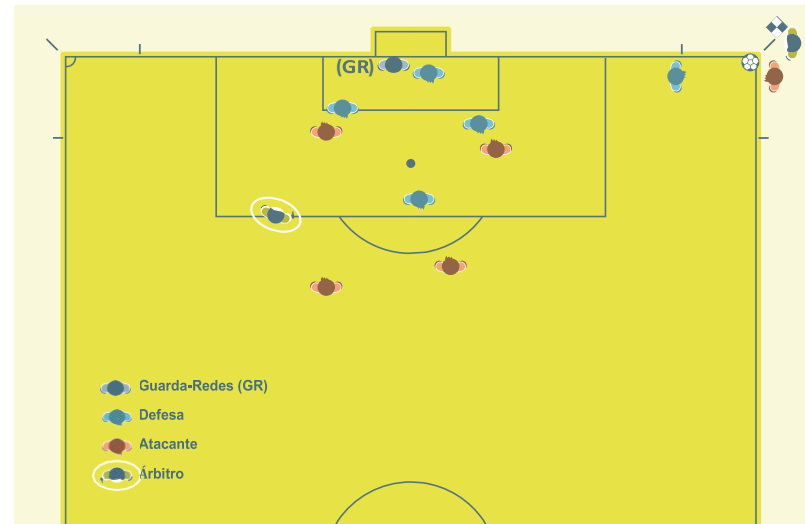 (GR)
Guarda-Redes (GR)
Defesa
Atacante
Árbitro